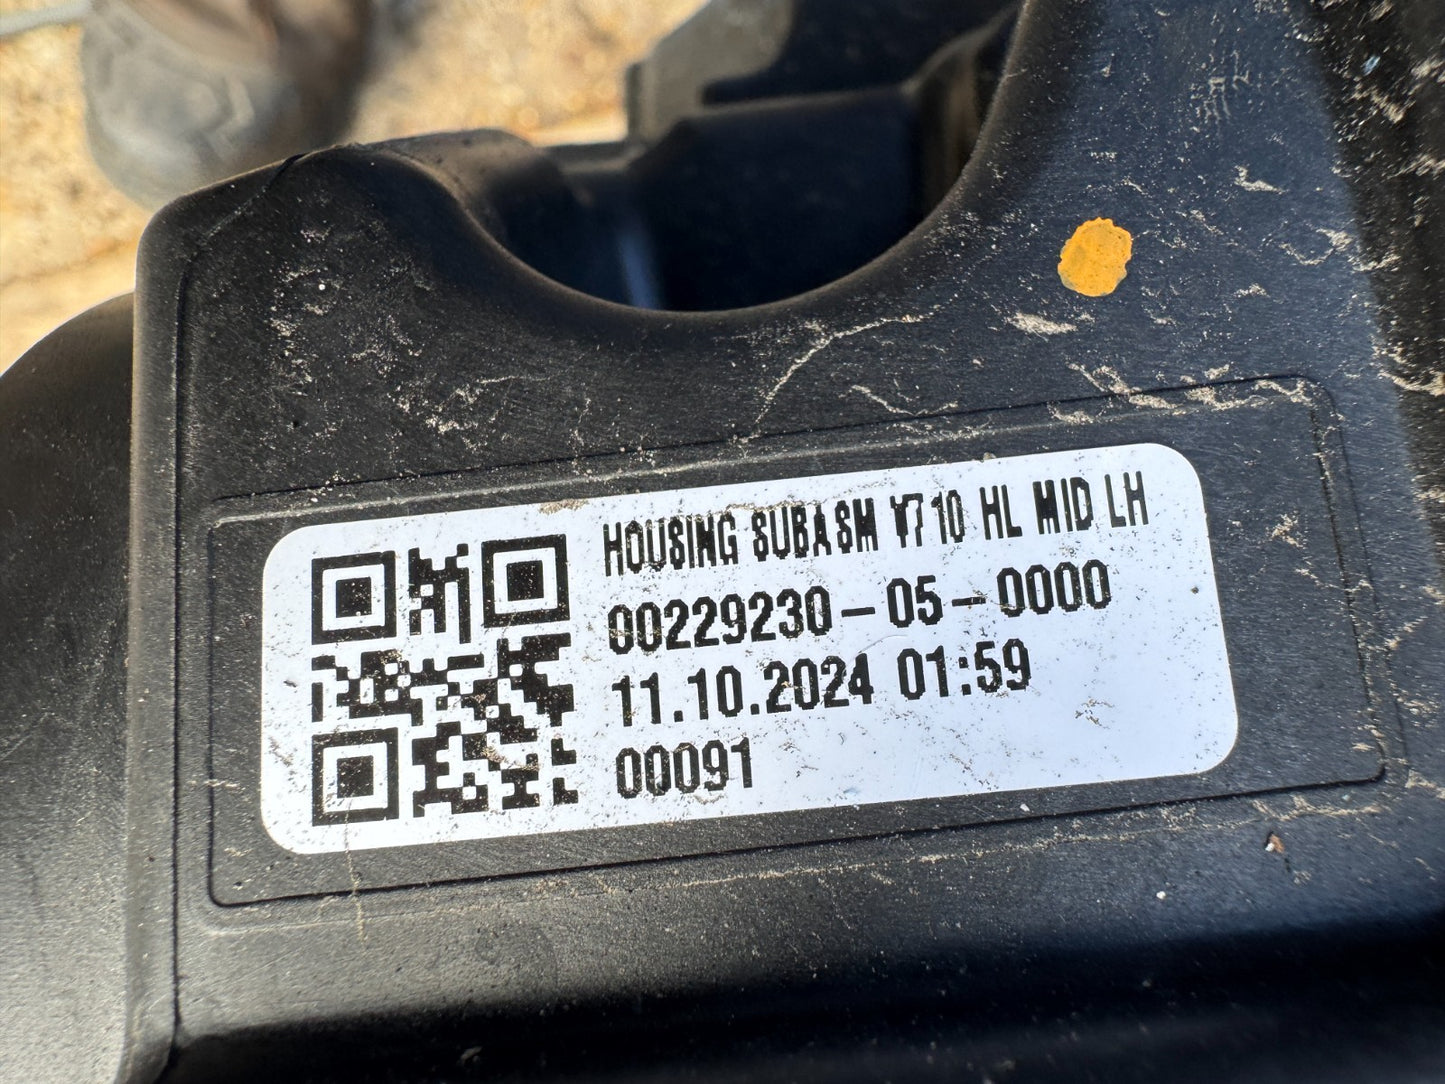 HOUSING SUBASM V710 HL MID LH
00229230-05-0000
11.10.2024 01:59
00091